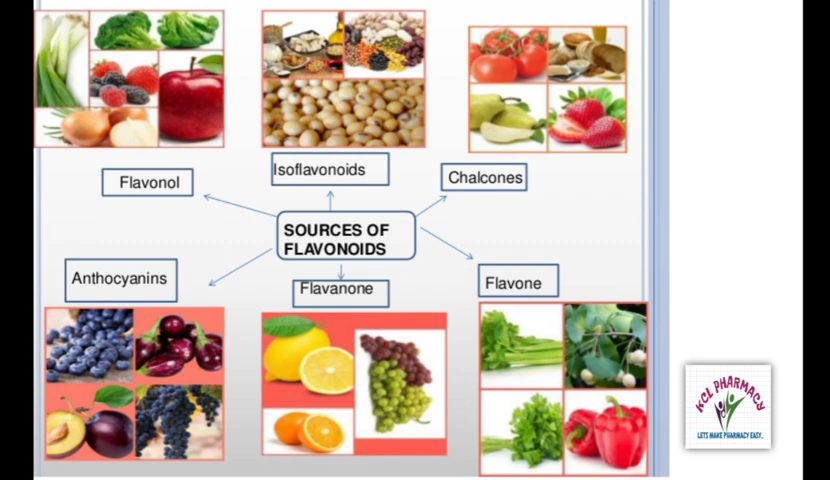 Flavonol
Isoflavonoids
Chalcones
SOURCES OF
FLAVONOIDS
Anthocyanins
Flavanone
Flavone
KCL PHARMACY
LETS MAKE PHARMACY EASY.